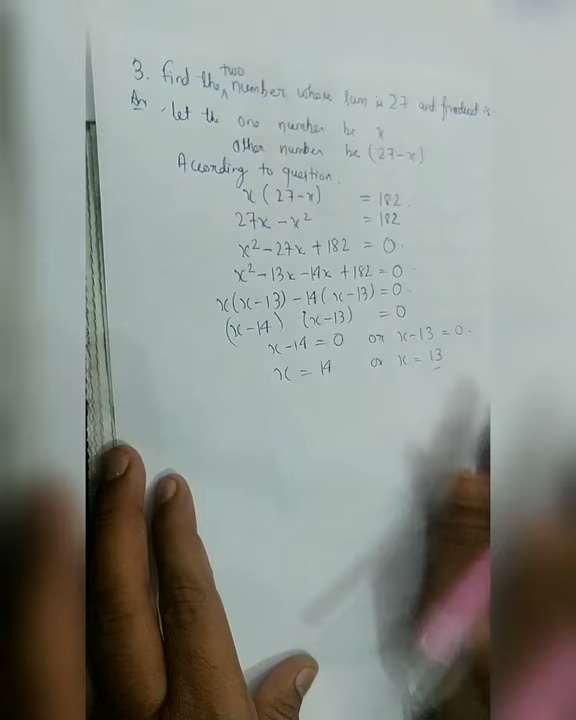 3. Find the two number whose sum is 27 and product is
An. let the one number be x
other number be (27-x)
According to question.
x(27-x) = 182.
27x - x² = 182
x² - 27x + 182 = 0.
x² - 13x - 14x + 182 = 0.
x(x-13) - 14(x-13) = 0.
(x-14) (x-13) = 0
x-14 = 0 or x-13 = 0.
x = 14 or x = 13